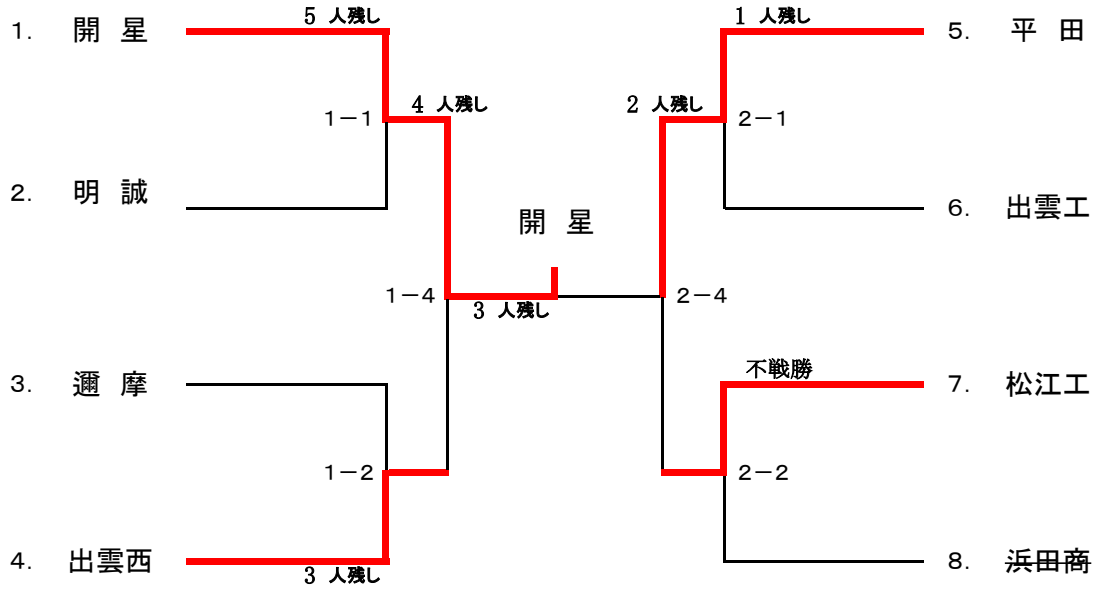 5 人残し
1 人残し
1. 開 星
5. 平 田
4 人残し
2 人残し
1－1
2－1
2. 明 誠
6. 出雲工
開 星
1－4
2－4
3 人残し
不戦勝
3. 邇 摩
7. 松江工
1－2
2－2
4. 出雲西
8. 浜田商
3 人残し